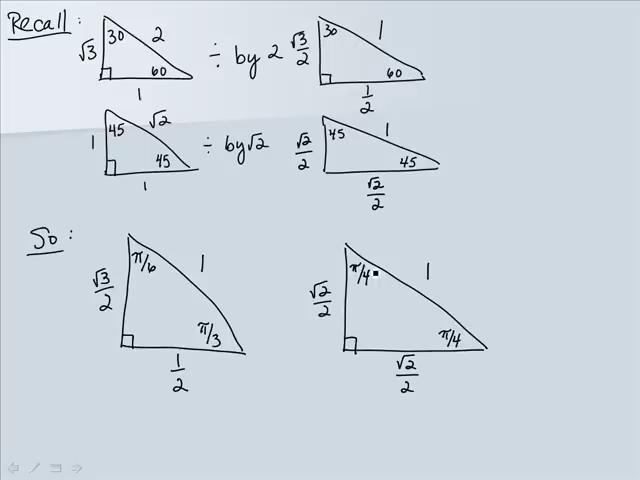 Recall:
30 2 √3 60 1
÷ by 2
30 1 √3/2 60 1/2
45 √2 1 45 1
÷ by √2
45 1 √2/2 45 √2/2
So:
π/6 1 √3/2 π/3 1/2
π/4 1 √2/2 π/4 √2/2